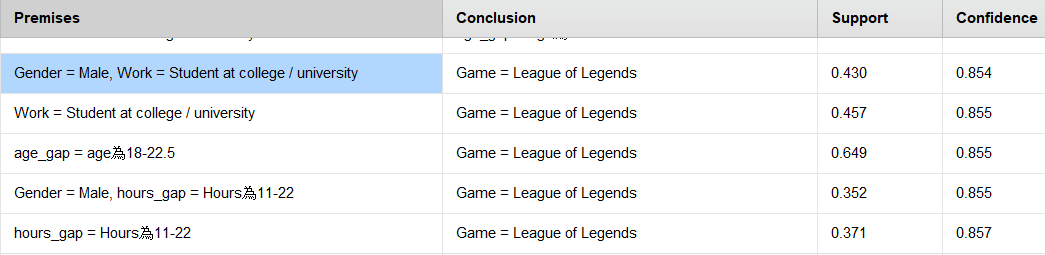 Premises Conclusion Support Confidence
Gender = Male, Work = Student at college / university Game = League of Legends 0.430 0.854
Work = Student at college / university Game = League of Legends 0.457 0.855
age_gap = age為18-22.5 Game = League of Legends 0.649 0.855
Gender = Male, hours_gap = Hours為11-22 Game = League of Legends 0.352 0.855
hours_gap = Hours為11-22 Game = League of Legends 0.371 0.857